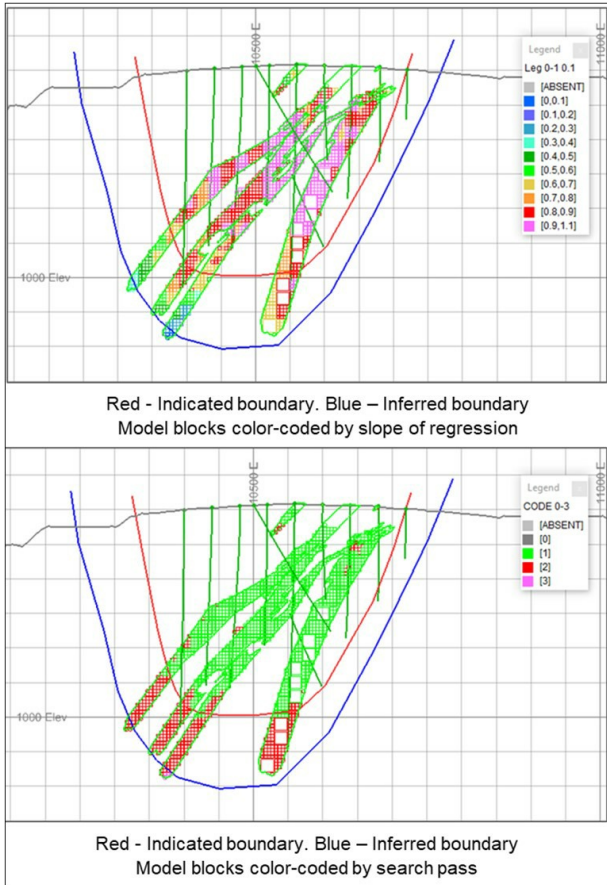 10500 E
11000 E
Legend
Leg 0-1 0.1
[ABSENT]
[0,0.1]
[0.1,0.2]
[0.2,0.3]
[0.3,0.4]
[0.4,0.5]
[0.5,0.6]
[0.6,0.7]
[0.7,0.8]
[0.8,0.9]
[0.9,1.1]
1000 Elev
Red - Indicated boundary. Blue – Inferred boundary
Model blocks color-coded by slope of regression
10500 E
11000 E
Legend
CODE 0-3
[ABSENT]
[0]
[1]
[2]
[3]
1000 Elev
Red - Indicated boundary. Blue – Inferred boundary
Model blocks color-coded by search pass